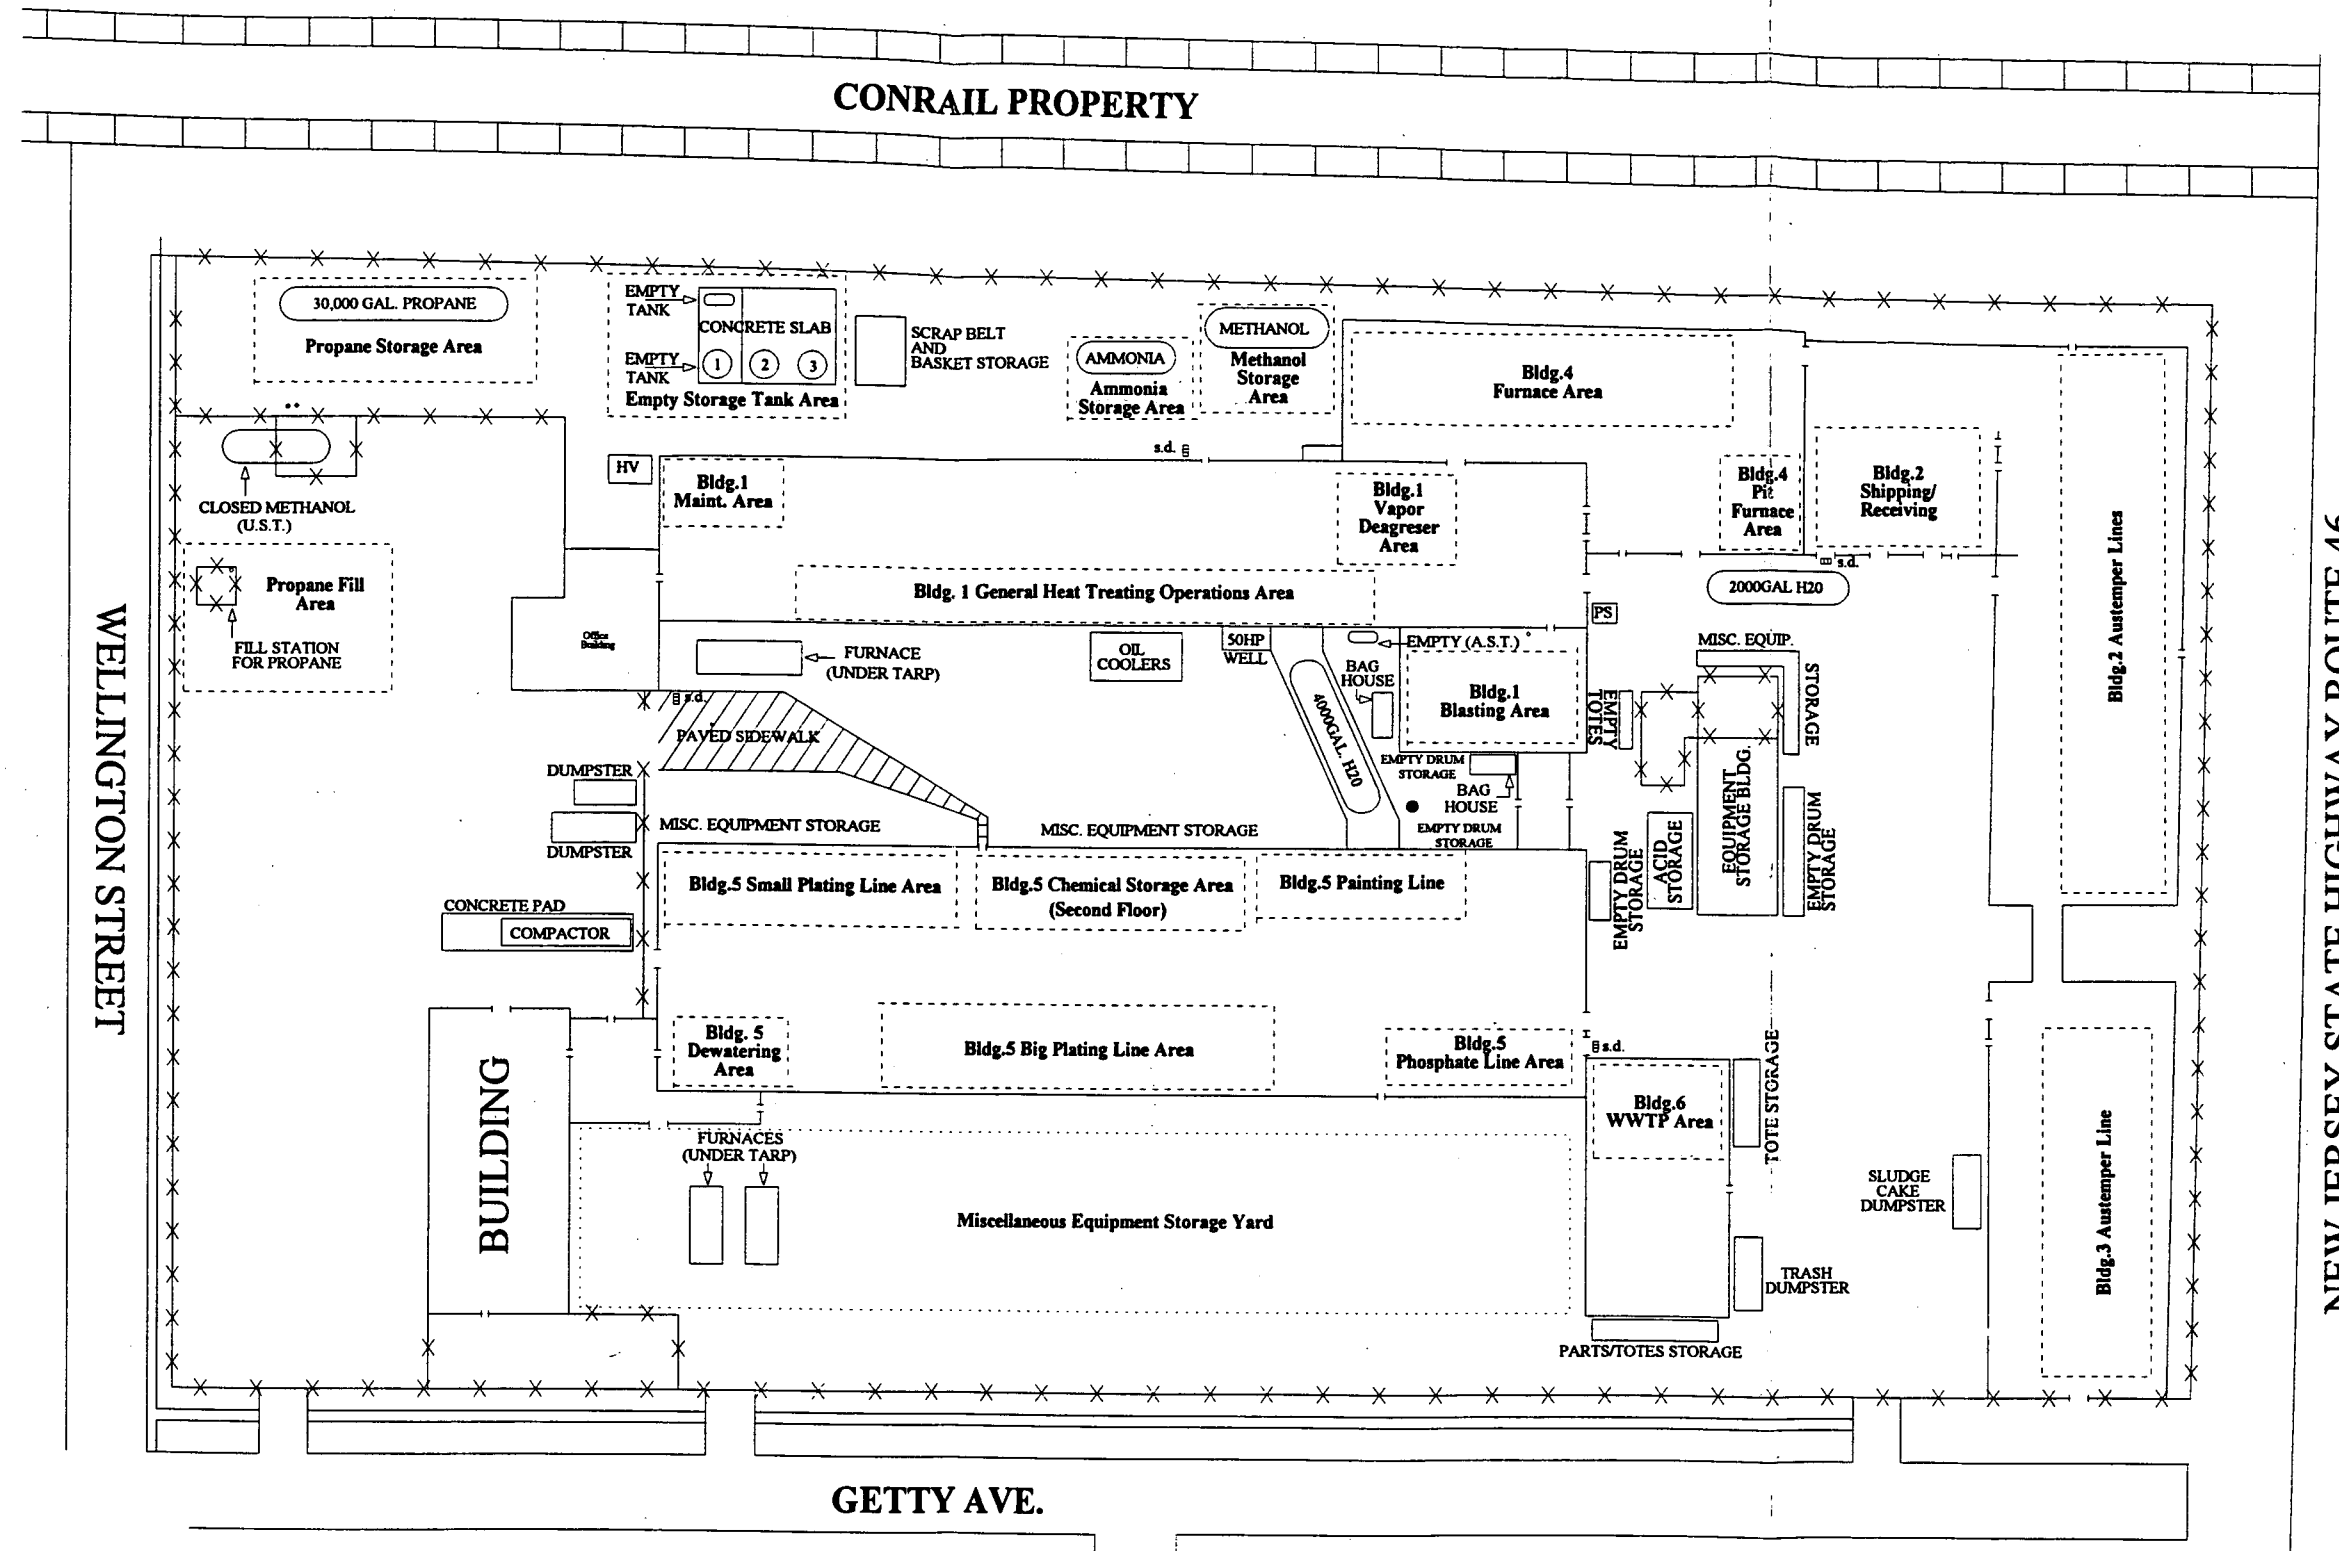 CONRAIL PROPERTY
30,000 GAL. PROPANE
Propane Storage Area
EMPTY
TANK
CONCRETE SLAB
EMPTY
TANK
1
2
3
Empty Storage Tank Area
SCRAP BELT
AND
BASKET STORAGE
AMMONIA
Ammonia
Storage Area
METHANOL
Methanol
Storage
Area
Bldg.4
Furnace Area
CLOSED METHANOL
(U.S.T.)
HV
Bldg.1
Maint. Area
s.d.
Bldg.1
Vapor
Deagreser
Area
Bldg.4
Pit
Furnace
Area
Bldg.2
Shipping/
Receiving
s.d.
2000GAL H20
Bldg.2 Austemper Lines
Propane Fill
Area
FILL STATION
FOR PROPANE
Bldg. 1 General Heat Treating Operations Area
Office
Building
FURNACE
(UNDER TARP)
OIL
COOLERS
50HP
WELL
EMPTY (A.S.T.)
PS
BAG
HOUSE
Bldg.1
Blasting Area
EMPTY
TOTES
MISC. EQUIP.
STORAGE
s.d.
PAVED SIDEWALK
4000GAL. H20
EMPTY DRUM
STORAGE
BAG
HOUSE
EMPTY DRUM
STORAGE
EQUIPMENT
STORAGE BLDG.
ACID
STORAGE
EMPTY DRUM
STORAGE
EMPTY DRUM
STORAGE
DUMPSTER
DUMPSTER
MISC. EQUIPMENT STORAGE
MISC. EQUIPMENT STORAGE
Bldg.5 Small Plating Line Area
Bldg.5 Chemical Storage Area
(Second Floor)
Bldg.5 Painting Line
CONCRETE PAD
COMPACTOR
WELLINGTON STREET
NEW JERSEY STATE HIGHWAY ROUTE 46
Bldg. 5
Dewatering
Area
Bldg.5 Big Plating Line Area
Bldg.5
Phosphate Line Area
s.d.
Bldg.6
WWTP Area
TOTE STORAGE
BUILDING
FURNACES
(UNDER TARP)
Miscellaneous Equipment Storage Yard
SLUDGE
CAKE
DUMPSTER
TRASH
DUMPSTER
Bldg.3 Austemper Line
PARTS/TOTES STORAGE
GETTY AVE.